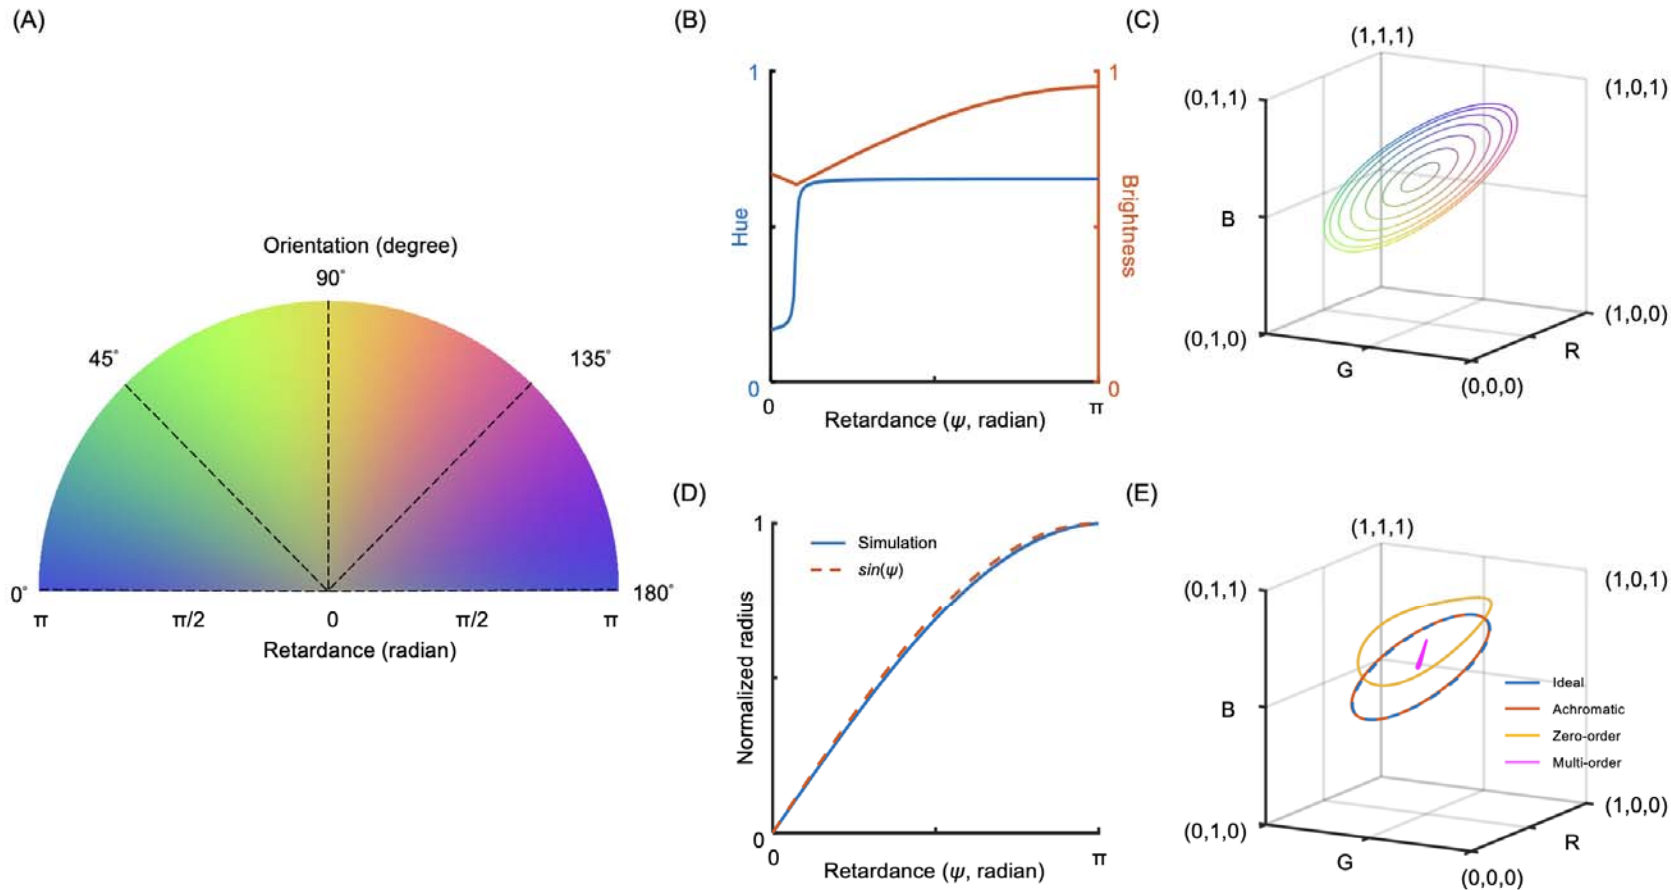 (A)
Orientation (degree)
90°
45°
135°
0°
180°
π
π/2
0
π/2
π
Retardance (radian)
(B)
1
1
Hue
Brightness
0
0
0
π
Retardance (ψ, radian)
(C)
(1,1,1)
(0,1,1)
(1,0,1)
B
(0,1,0)
(1,0,0)
G
R
(0,0,0)
(D)
1
Simulation
sin(ψ)
Normalized radius
0
0
π
Retardance (ψ, radian)
(E)
(1,1,1)
(0,1,1)
(1,0,1)
B
Ideal
Achromatic
Zero-order
Multi-order
(0,1,0)
(1,0,0)
G
R
(0,0,0)